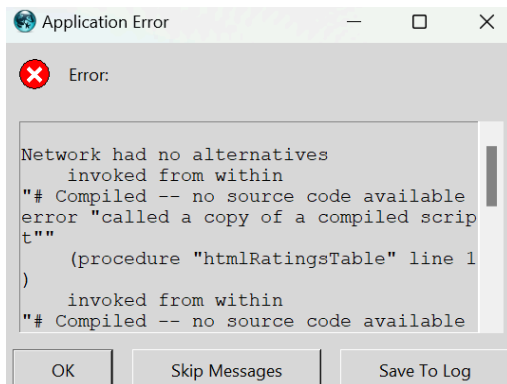 Application Error
Error:
Network had no alternatives
invoked from within
"# Compiled -- no source code available
error "called a copy of a compiled scrip
t""
(procedure "htmlRatingsTable" line 1
)
invoked from within
"# Compiled -- no source code available
OK Skip Messages Save To Log